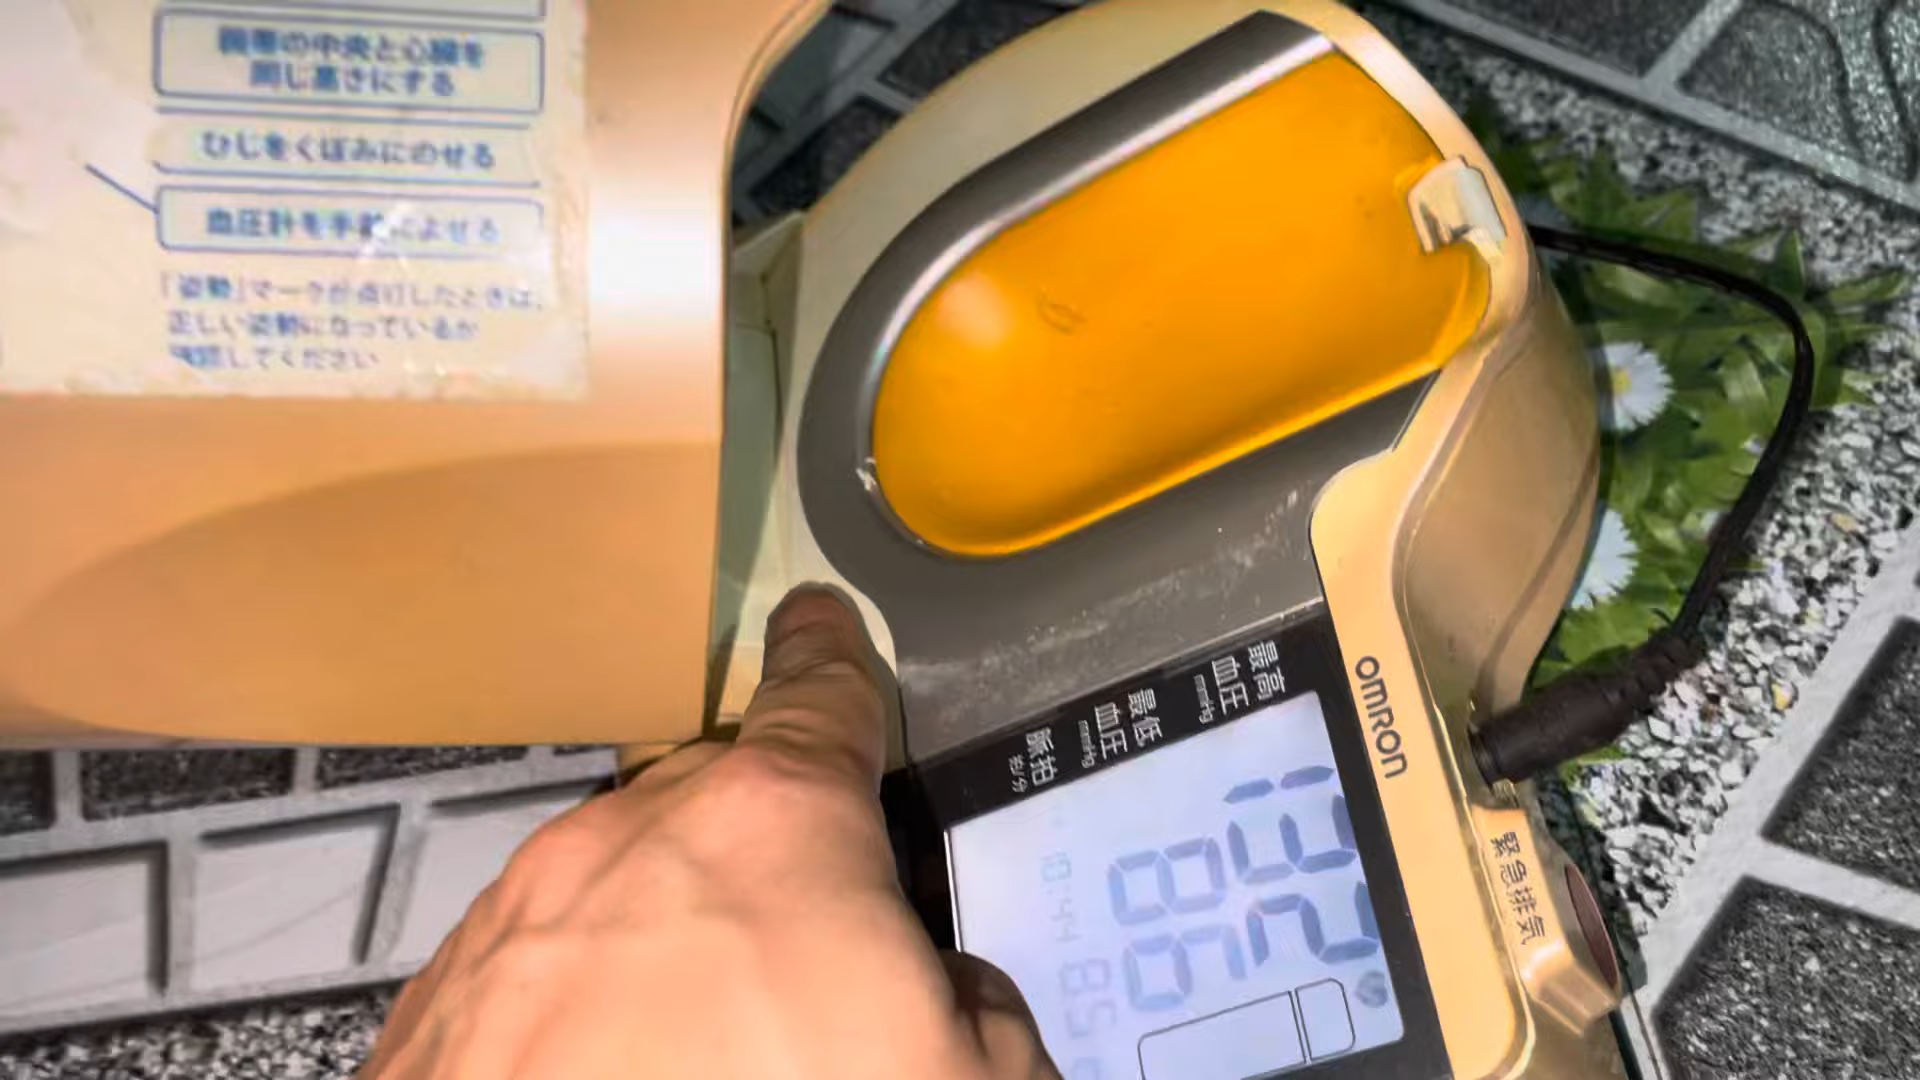 腕帯の中央と心臓を
同じ高さにする
ひじをくぼみにのせる
血圧計を手前によせる
「姿勢」マークが点灯したときは、
正しい姿勢になっているか
確認してください
OMRON
最高
血圧
mmHg
最低
血圧
mmHg
脈拍
拍/分
10:44
緊急排気